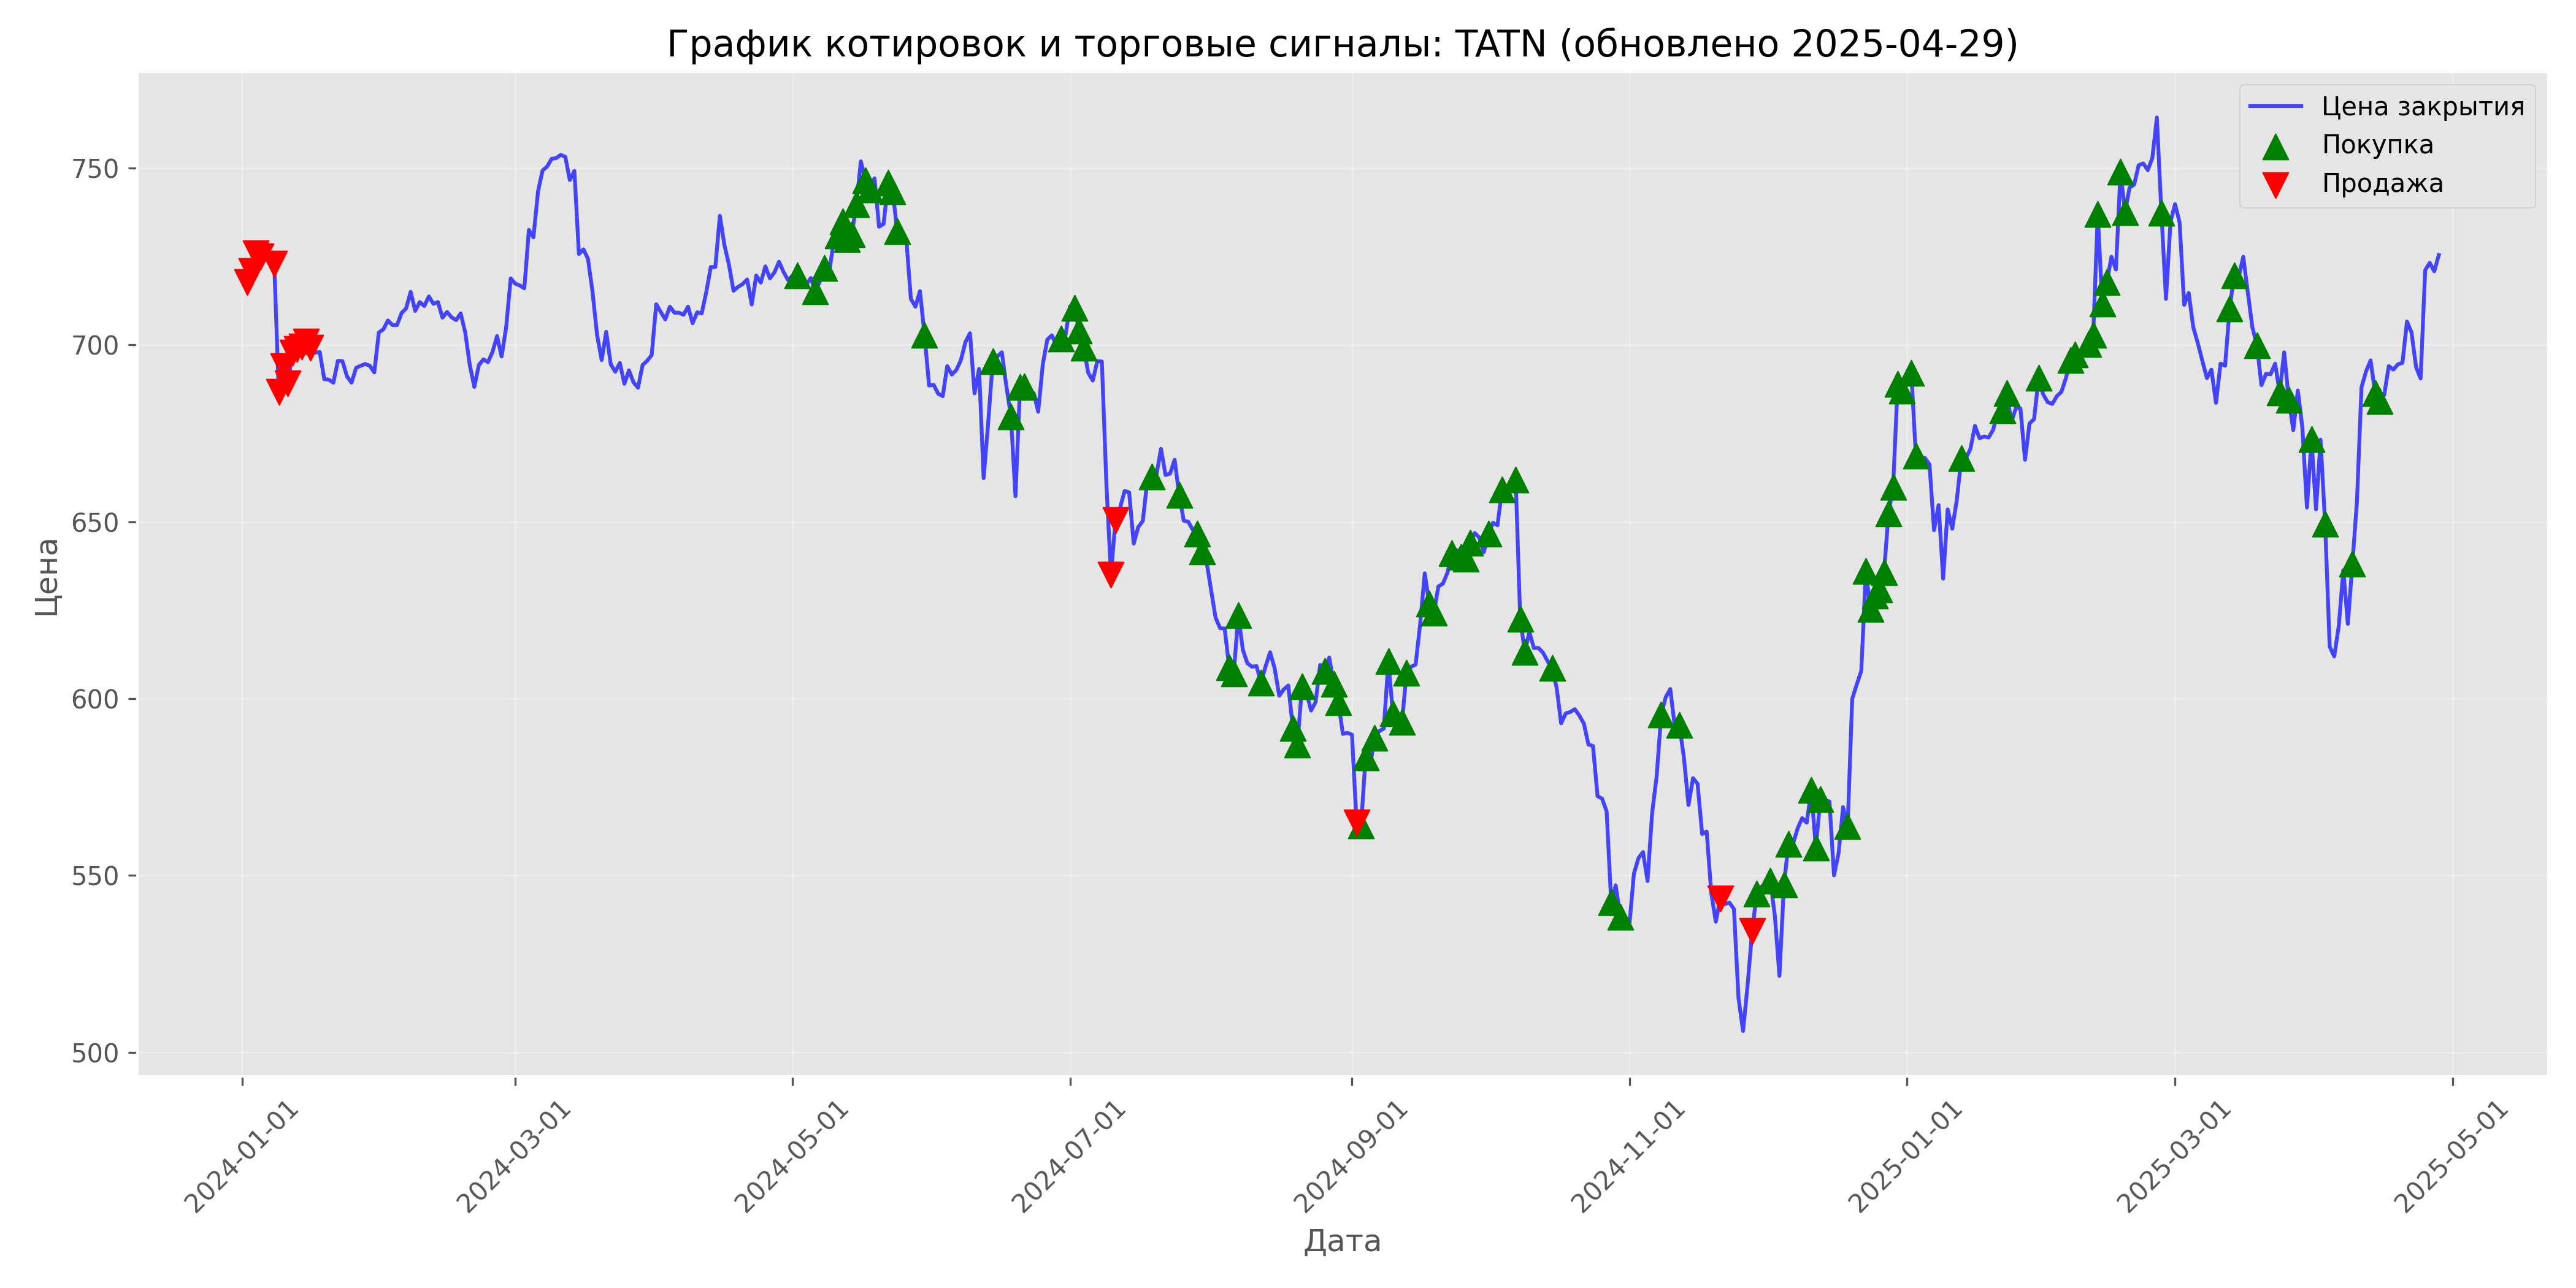 График котировок и торговые сигналы: TATN (обновлено 2025-04-29)
Цена закрытия
Покупка
Продажа
750
700
650
600
550
500
Цена
2024-01-01
2024-03-01
2024-05-01
2024-07-01
2024-09-01
2024-11-01
2025-01-01
2025-03-01
2025-05-01
Дата